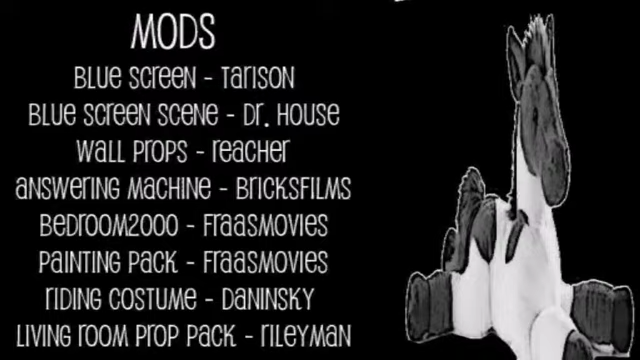 MODS
BLUE SCREEN - TARISON
BLUE SCREEN SCENE - DR. HOUSE
WALL PROPS - REACHER
ANSWERING MACHINE - BRICKSFILMS
BEDROOM2000 - FRAASMOVIES
PAINTING PACK - FRAASMOVIES
RIDING COSTUME - DANINSKY
LIVING ROOM PROP PACK - RILEYMAN